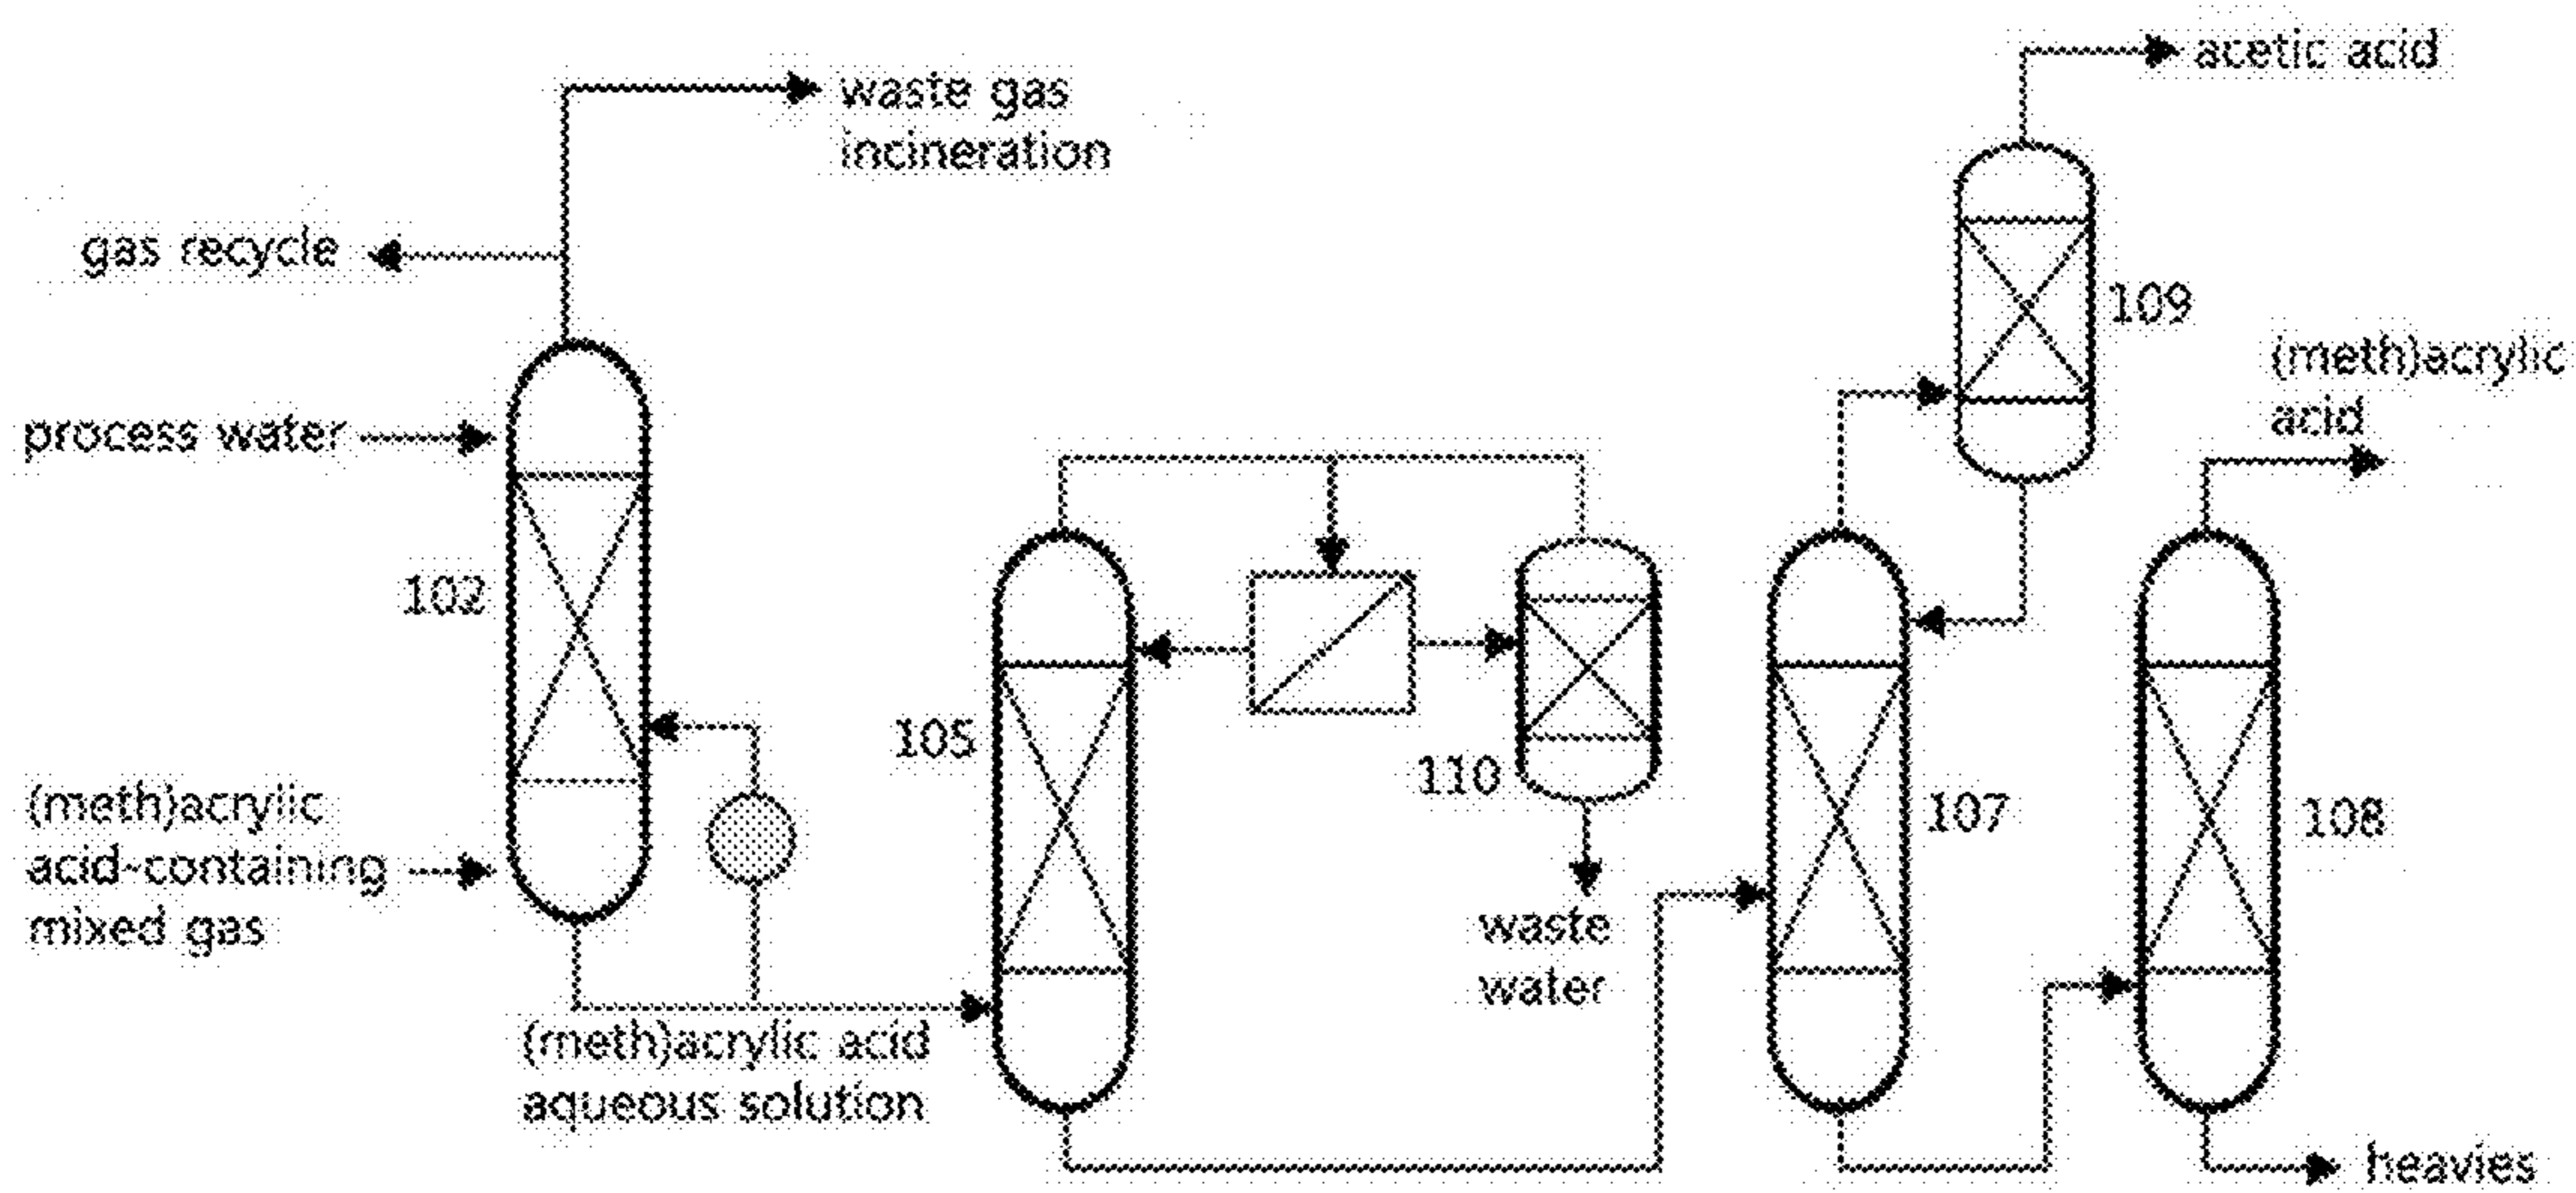 acetic acid
waste gas
incineration
gas recycle
109
(meth)acrylic
acid
process water
102
105
110
107
108
(meth)acrylic
acid-containing
mixed gas
waste
water
(meth)acrylic acid
aqueous solution
heavies